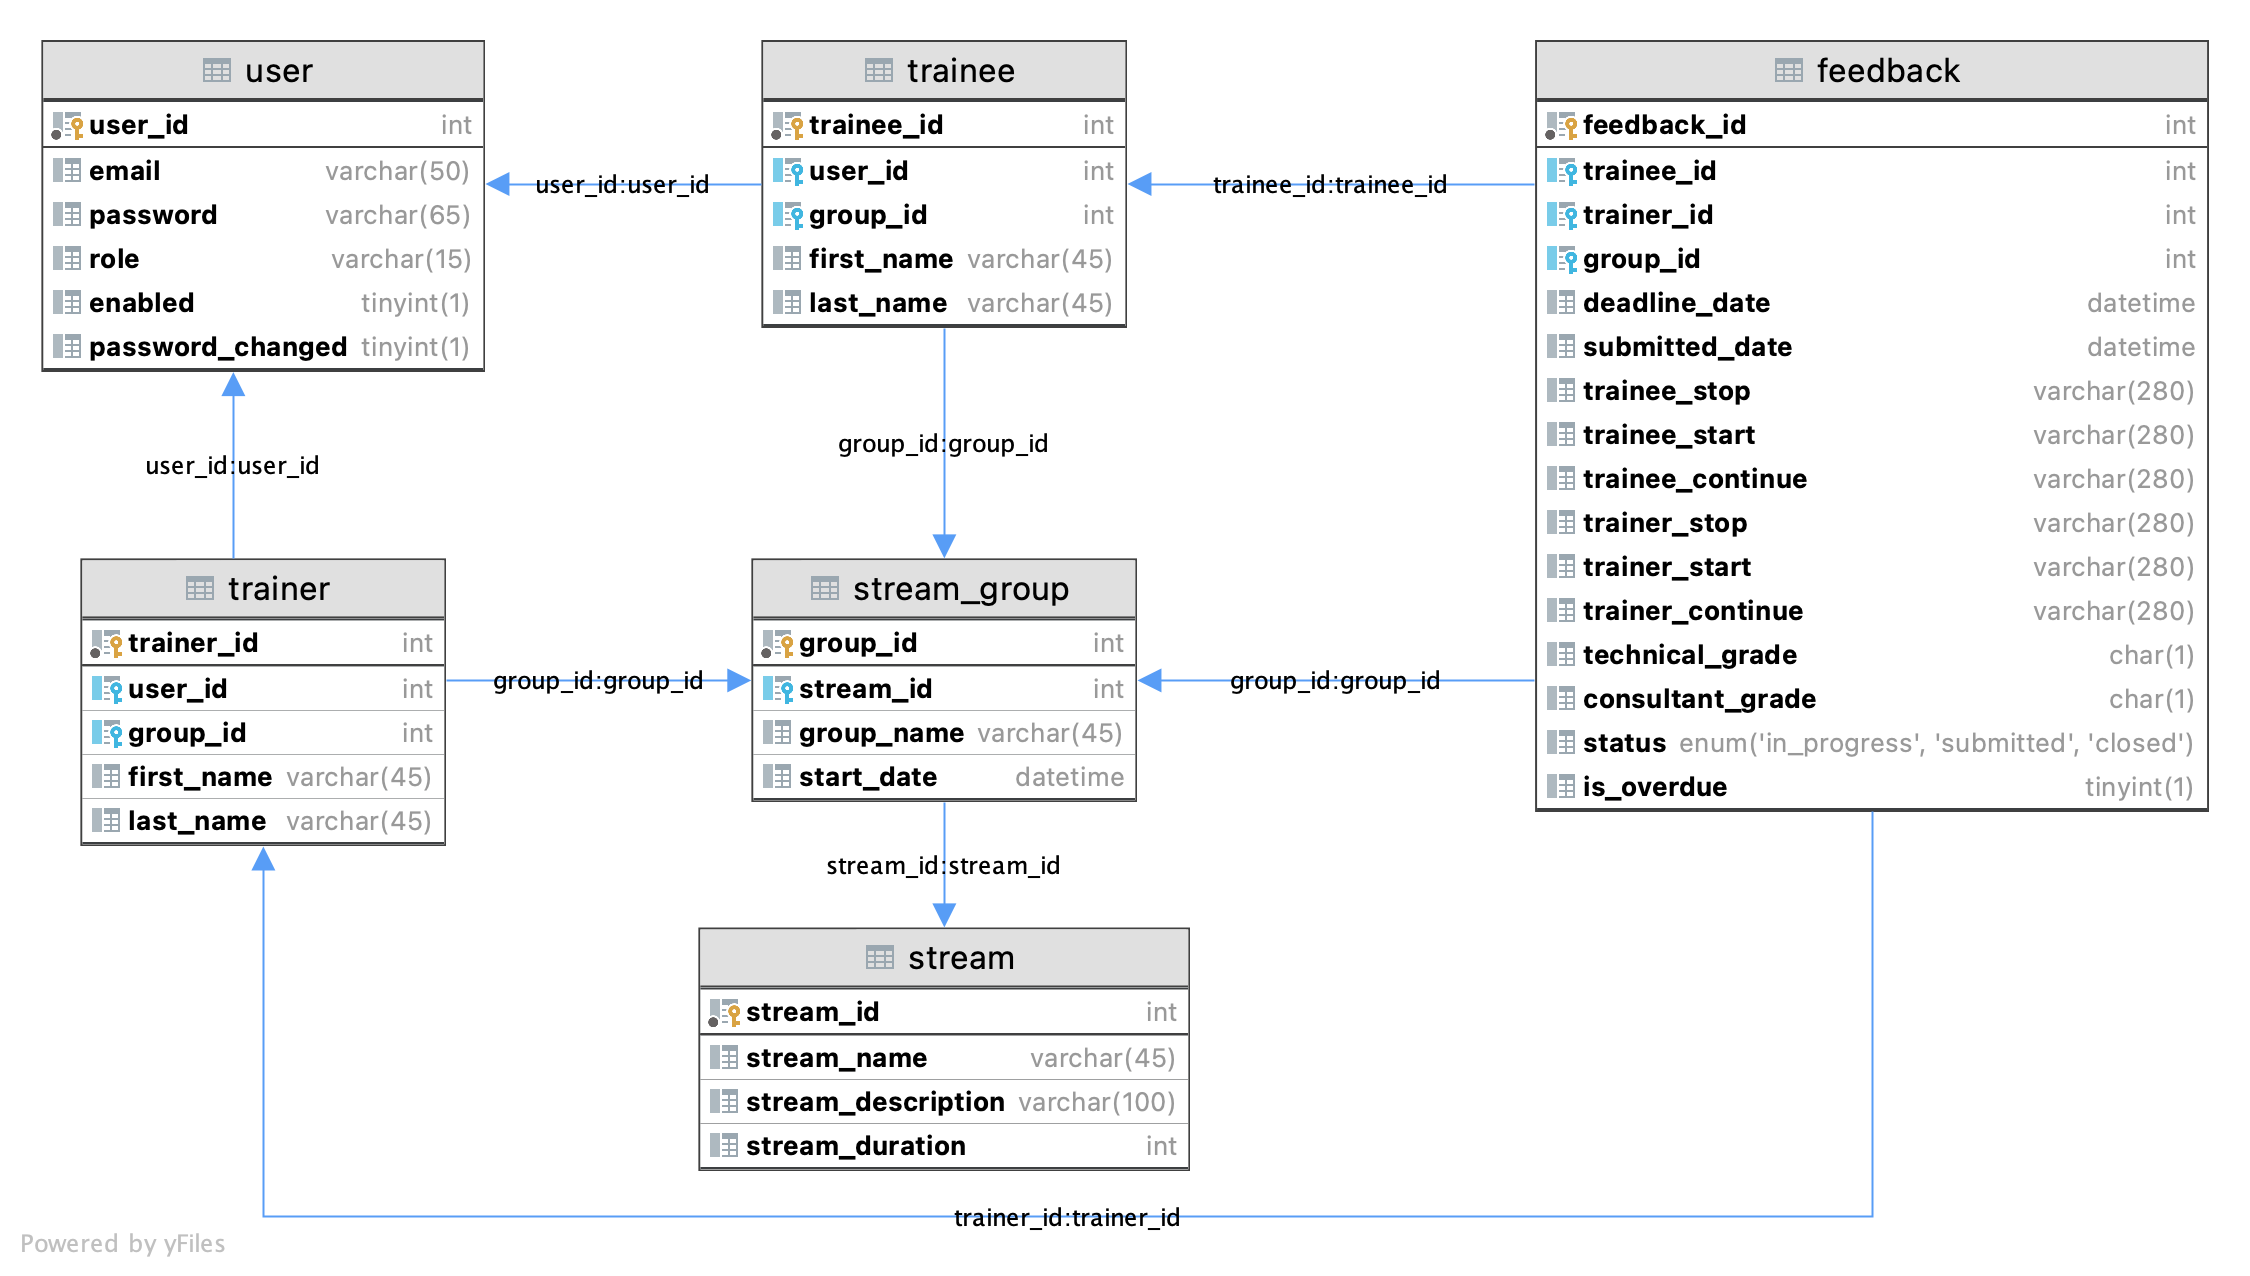 user
user_id int
email varchar(50)
password varchar(65)
role varchar(15)
enabled tinyint(1)
password_changed tinyint(1)
user_id:user_id
trainee
trainee_id int
user_id int
group_id int
first_name varchar(45)
last_name varchar(45)
trainee_id:trainee_id
feedback
feedback_id int
trainee_id int
trainer_id int
group_id int
deadline_date datetime
submitted_date datetime
trainee_stop varchar(280)
trainee_start varchar(280)
trainee_continue varchar(280)
trainer_stop varchar(280)
trainer_start varchar(280)
trainer_continue varchar(280)
technical_grade char(1)
consultant_grade char(1)
status enum('in_progress', 'submitted', 'closed')
is_overdue tinyint(1)
user_id:user_id
group_id:group_id
trainer
trainer_id int
user_id int
group_id int
first_name varchar(45)
last_name varchar(45)
group_id:group_id
stream_group
group_id int
stream_id int
group_name varchar(45)
start_date datetime
group_id:group_id
stream_id:stream_id
stream
stream_id int
stream_name varchar(45)
stream_description varchar(100)
stream_duration int
trainer_id:trainer_id
Powered by yFiles